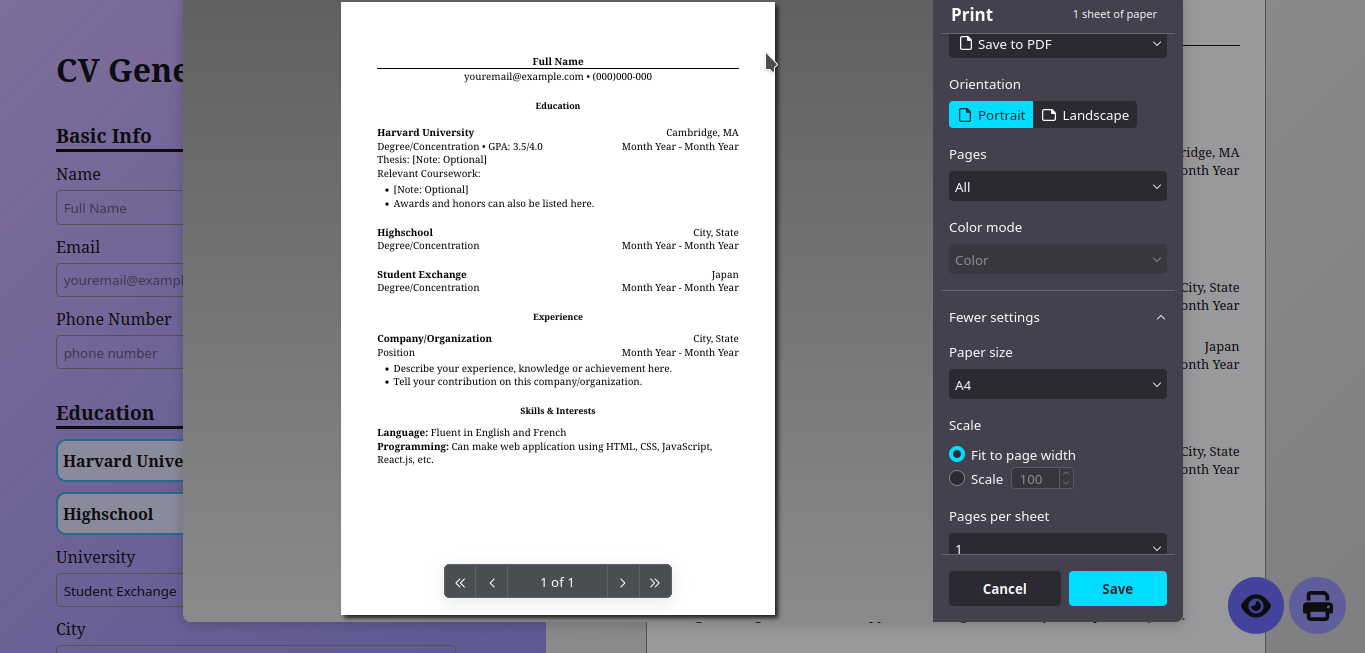 CV Gene
Basic Info
Name
Full Name
Email
youremail@exampl
Phone Number
phone number
Education
Harvard Unive
Highschool
University
Student Exchange
City
Full Name
youremail@example.com • (000)000-000
Education
Harvard University Cambridge, MA
Degree/Concentration • GPA: 3.5/4.0 Month Year - Month Year
Thesis: [Note: Optional]
Relevant Coursework:
• [Note: Optional]
• Awards and honors can also be listed here.
Highschool City, State
Degree/Concentration Month Year - Month Year
Student Exchange Japan
Degree/Concentration Month Year - Month Year
Experience
Company/Organization City, State
Position Month Year - Month Year
• Describe your experience, knowledge or achievement here.
• Tell your contribution on this company/organization.
Skills & Interests
Language: Fluent in English and French
Programming: Can make web application using HTML, CSS, JavaScript,
React.js, etc.
1 of 1
Print 1 sheet of paper
Save to PDF
Orientation
Portrait Landscape
Pages
All
Color mode
Color
Fewer settings
Paper size
A4
Scale
Fit to page width
Scale 100
Pages per sheet
1
Cancel Save
ridge, MA
onth Year
City, State
onth Year
Japan
onth Year
City, State
onth Year